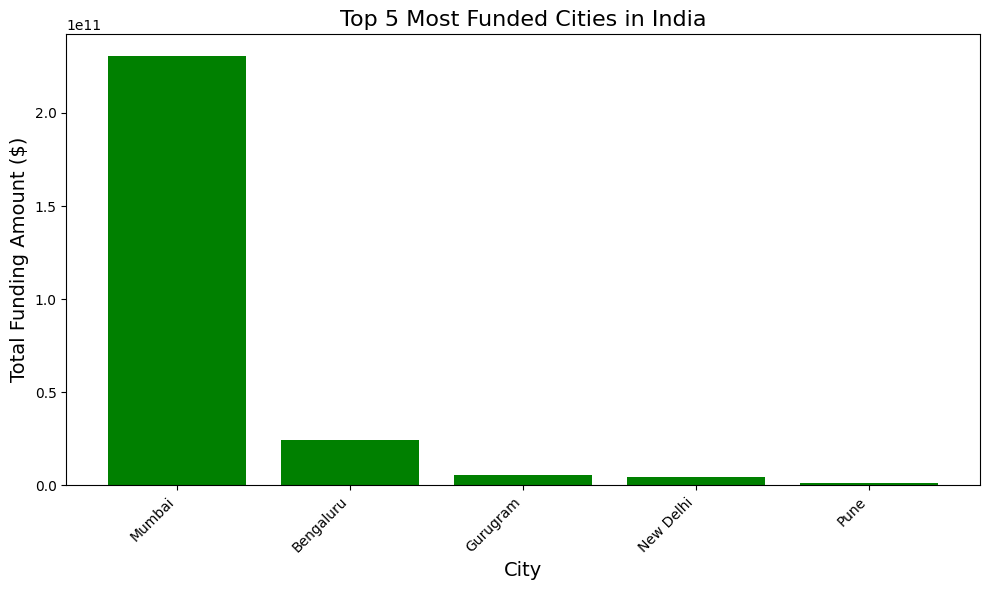 Top 5 Most Funded Cities in India
1e11
Total Funding Amount ($)
2.0
1.5
1.0
0.5
0.0
Mumbai
Bengaluru
Gurugram
New Delhi
Pune
City